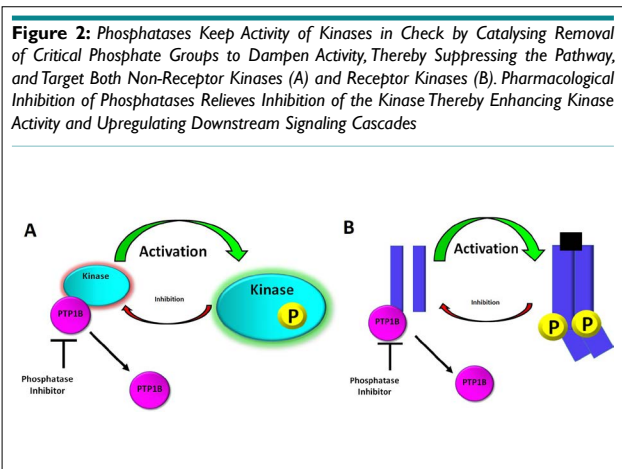 Figure 2: Phosphatases Keep Activity of Kinases in Check by Catalysing Removal
of Critical Phosphate Groups to Dampen Activity, Thereby Suppressing the Pathway,
and Target Both Non-Receptor Kinases (A) and Receptor Kinases (B). Pharmacological
Inhibition of Phosphatases Relieves Inhibition of the Kinase Thereby Enhancing Kinase
Activity and Upregulating Downstream Signaling Cascades
A
Activation
Kinase
Kinase
Inhibition
PTP1B
P
Phosphatase
Inhibitor
PTP1B
B
Activation
Inhibition
PTP1B
P
P
Phosphatase
Inhibitor
PTP1B